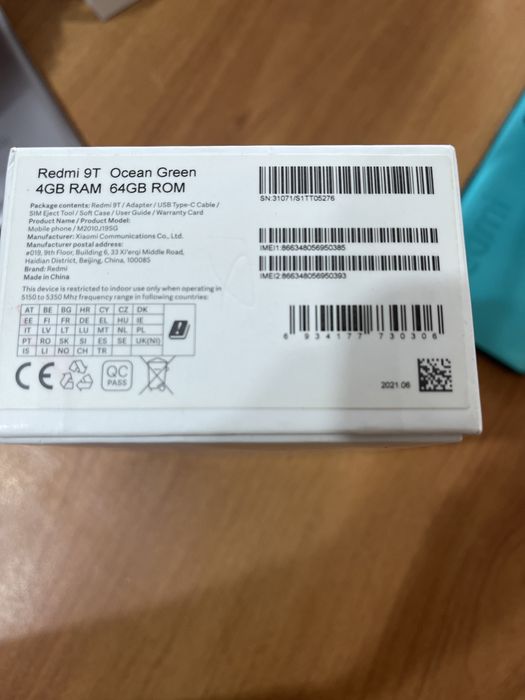 Redmi 9T Ocean Green
4GB RAM 64GB ROM
Package contents: Redmi 9T / Adapter / USB Type-C Cable /
SIM Eject Tool / Soft Case / User Guide / Warranty Card
Product Name / Product Model:
Mobile phone / M2010J19SG
Manufacturer: Xiaomi Communications Co., Ltd.
Manufacturer postal address:
#019, 9th Floor, Building 6, 33 Xi'erqi Middle Road,
Haidian District, Beijing, China, 100085
Brand: Redmi
Made in China
This device is restricted to indoor use only when operating in
5150 to 5350 Mhz frequency range in following countries:
AT BE BG HR CY CZ DK
EE FI FR DE EL HU IE
IT LV LT LU MT NL PL
PT RO SK SI ES SE UK(NI)
IS LI NO CH TR
CE
QC
PASS
SN:31071/S1TT05276
IMEI1:866348056950385
IMEI2:866348056950393
6 934177 730306
2021.06